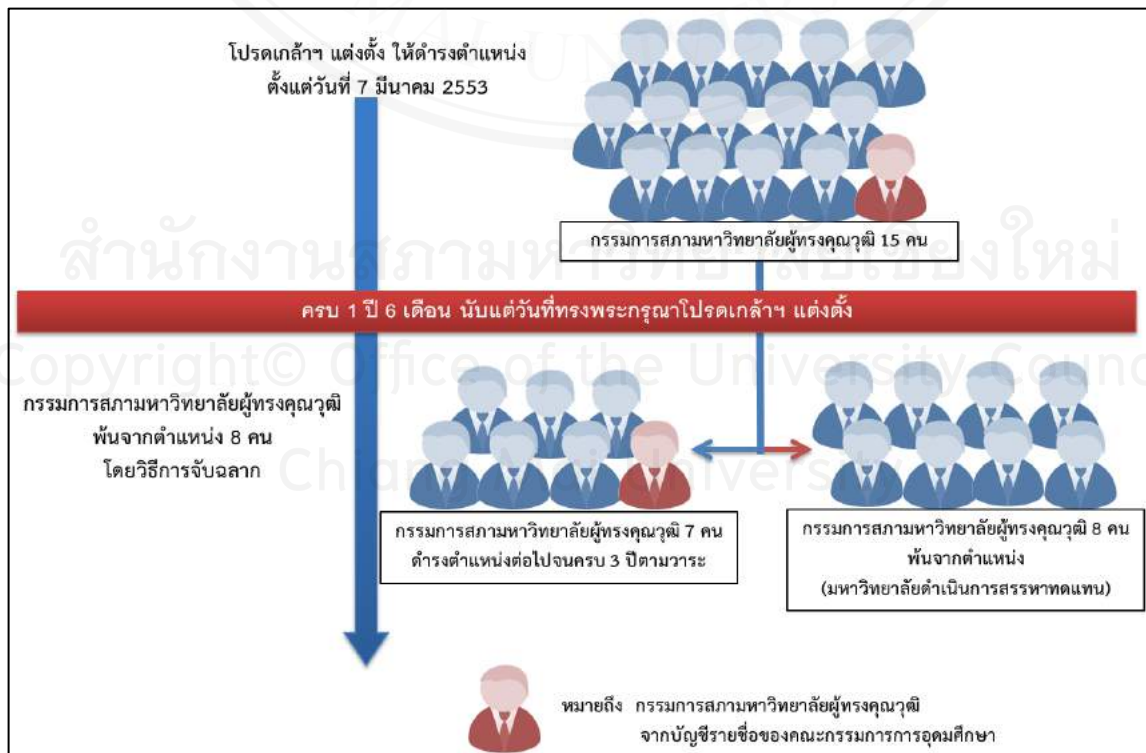 โปรดเกล้าฯ แต่งตั้ง ให้ดำรงตำแหน่ง
ตั้งแต่วันที่ 7 มีนาคม 2553
กรรมการสภามหาวิทยาลัยผู้ทรงคุณวุฒิ 15 คน
สำนักงานสภามหาวิทยาลัยเชียงใหม่
ครบ 1 ปี 6 เดือน นับแต่วันที่ทรงพระกรุณาโปรดเกล้าฯ แต่งตั้ง
Copyright© Office of the University Counc
Chiang Mai University
กรรมการสภามหาวิทยาลัยผู้ทรงคุณวุฒิ
พ้นจากตำแหน่ง 8 คน
โดยวิธีการจับฉลาก
กรรมการสภามหาวิทยาลัยผู้ทรงคุณวุฒิ 7 คน
ดำรงตำแหน่งต่อไปจนครบ 3 ปีตามวาระ
กรรมการสภามหาวิทยาลัยผู้ทรงคุณวุฒิ 8 คน
พ้นจากตำแหน่ง
(มหาวิทยาลัยดำเนินการสรรหาทดแทน)
หมายถึง กรรมการสภามหาวิทยาลัยผู้ทรงคุณวุฒิ
จากบัญชีรายชื่อของคณะกรรมการการอุดมศึกษา